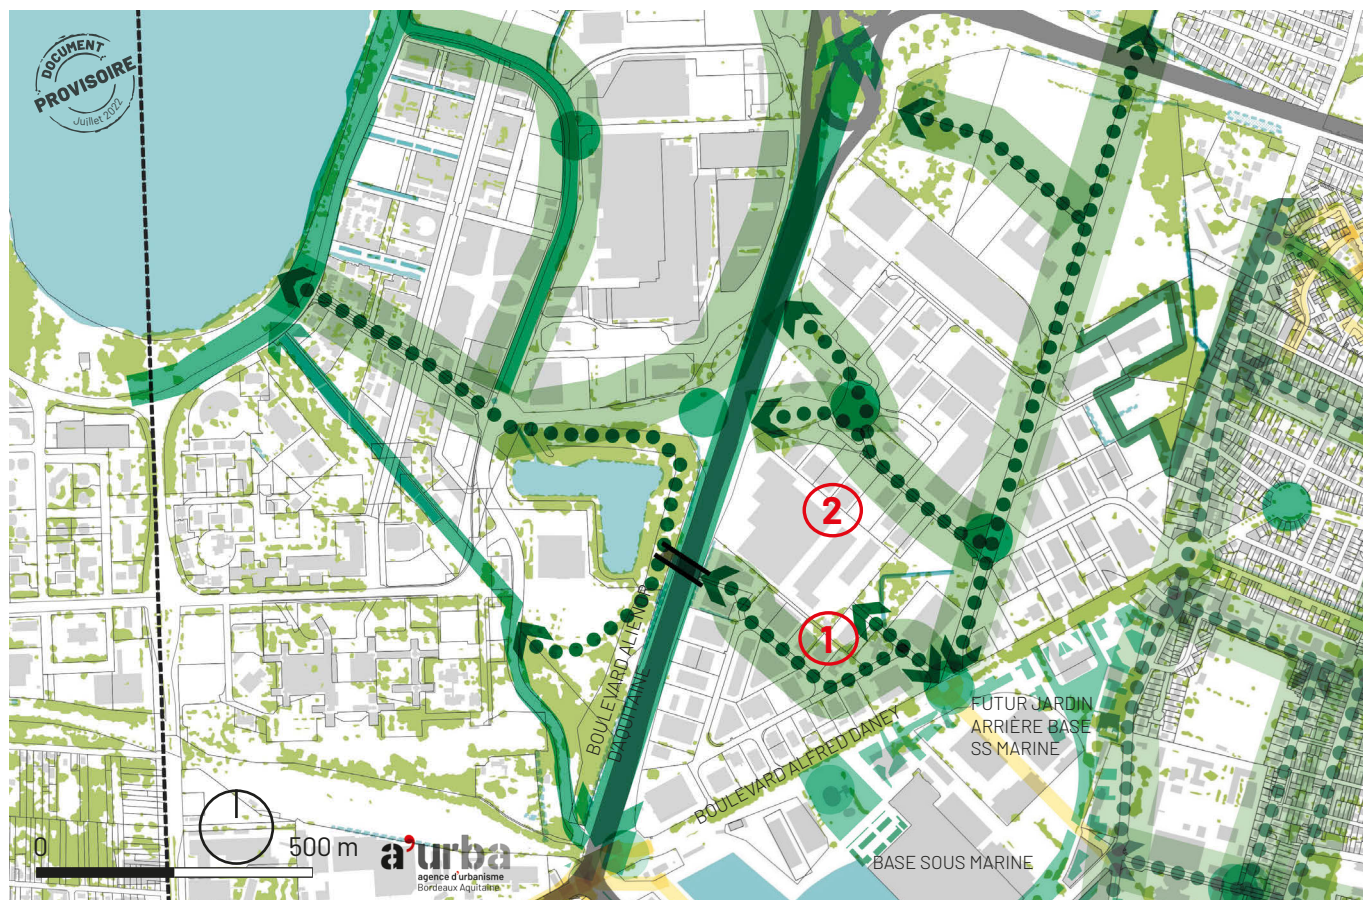 DOCUMENT
PROVISOIRE
Juillet 2022
2
1
BOULEVARD ALIENOR
D'AQUITAINE
BOULEVARD ALFRED DANEY
FUTUR JARDIN
ARRIÈRE BASE
SS MARINE
BASE SOUS MARINE
0
500 m
a'urba
agence d'urbanisme
Bordeaux Aquitaine